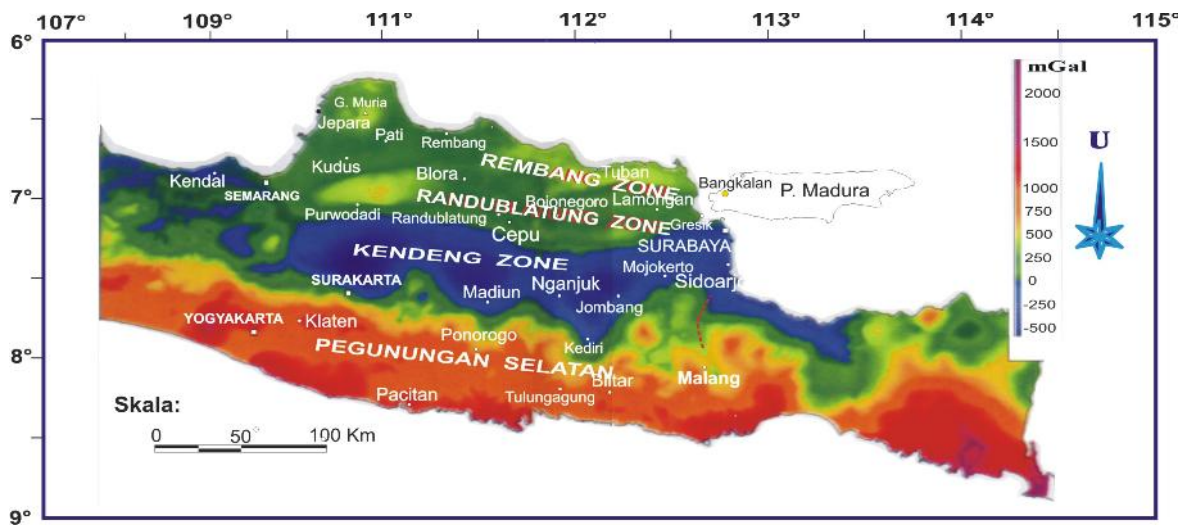 107° 109° 111° 112° 113° 114° 115°
6°
7°
8°
9°
mGal
2000
1500
1000
750
500
250
0
-250
-500
U
G. Muria
Jepara
Pati
Rembang
Kudus
Blora
REMBANG ZONE
Tuban
Bangkalan
P. Madura
Kendal
SEMARANG
Purwodadi
Randublatung
RANDUBLATUNG ZONE
Bojonegoro
Lamongan
Cepu
Gresik
SURABAYA
KENDENG ZONE
Mojokerto
Sidoarjo
SURAKARTA
Nganjuk
Madiun
Jombang
YOGYAKARTA
Klaten
Ponorogo
Kediri
PEGUNUNGAN SELATAN
Blitar
Malang
Pacitan
Tulungagung
Skala:
0 50 100 Km